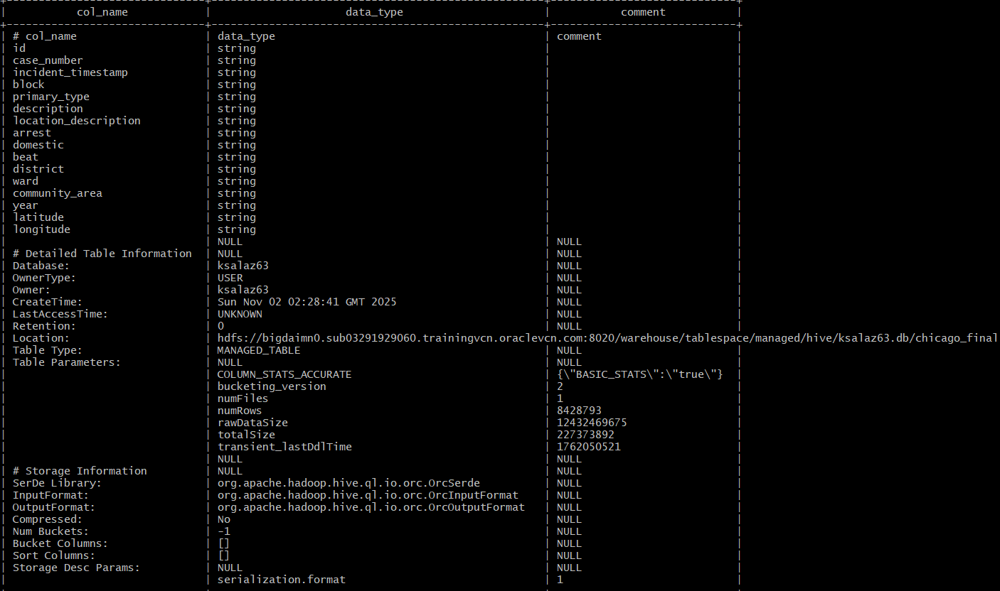 | col_name | data_type | comment |
| # col_name | data_type | comment |
| id | string | |
| case_number | string | |
| incident_timestamp | string | |
| block | string | |
| primary_type | string | |
| description | string | |
| location_description | string | |
| arrest | string | |
| domestic | string | |
| beat | string | |
| district | string | |
| ward | string | |
| community_area | string | |
| year | string | |
| latitude | string | |
| longitude | string | |
| | NULL | NULL |
| # Detailed Table Information | NULL | NULL |
| Database: | ksalaz63 | NULL |
| OwnerType: | USER | NULL |
| Owner: | ksalaz63 | NULL |
| CreateTime: | Sun Nov 02 02:28:41 GMT 2025 | NULL |
| LastAccessTime: | UNKNOWN | NULL |
| Retention: | 0 | NULL |
| Location: | hdfs://bigdaimn0.sub03291929060.trainingvcn.oraclevcn.com:8020/warehouse/tablespace/managed/hive/ksalaz63.db/chicago_final
| Table Type: | MANAGED_TABLE | NULL |
| Table Parameters: | NULL | NULL |
| | COLUMN_STATS_ACCURATE | {\"BASIC_STATS\":\"true\"} |
| | bucketing_version | 2 |
| | numFiles | 1 |
| | numRows | 8428793 |
| | rawDataSize | 12432469675 |
| | totalSize | 227373892 |
| | transient_lastDdlTime | 1762050521 |
| | NULL | NULL |
| # Storage Information | NULL | NULL |
| SerDe Library: | org.apache.hadoop.hive.ql.io.orc.OrcSerde | NULL |
| InputFormat: | org.apache.hadoop.hive.ql.io.orc.OrcInputFormat | NULL |
| OutputFormat: | org.apache.hadoop.hive.ql.io.orc.OrcOutputFormat | NULL |
| Compressed: | No | NULL |
| Num Buckets: | -1 | NULL |
| Bucket Columns: | [] | NULL |
| Sort Columns: | [] | NULL |
| Storage Desc Params: | NULL | NULL |
| | serialization.format | 1 |